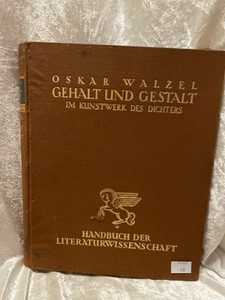 OSKAR WALZEL
GEHALT UND GESTALT
IM KUNSTWERK DES DICHTERS
HANDBUCH DER
LITERATURWISSENSCHAFT